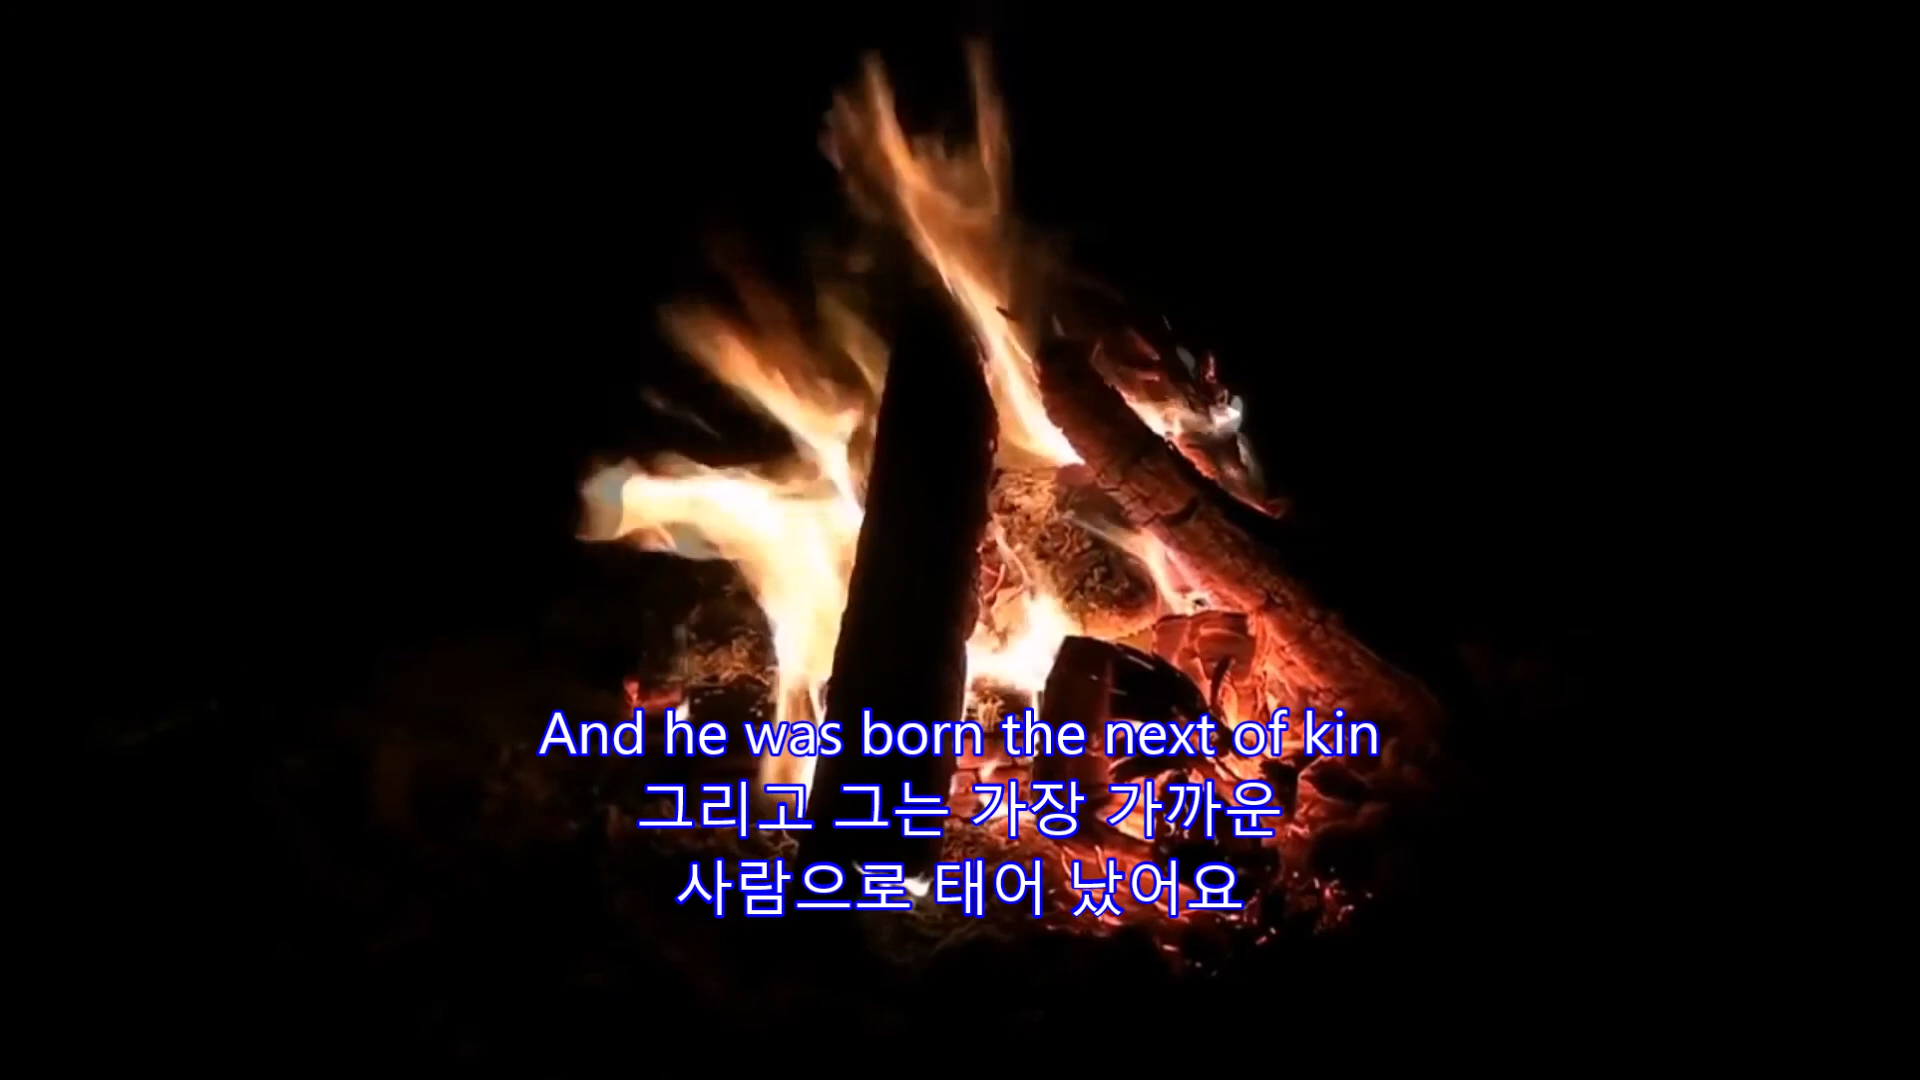 And he was born the next of kin
그리고 그는 가장 가까운
사람으로 태어 났어요